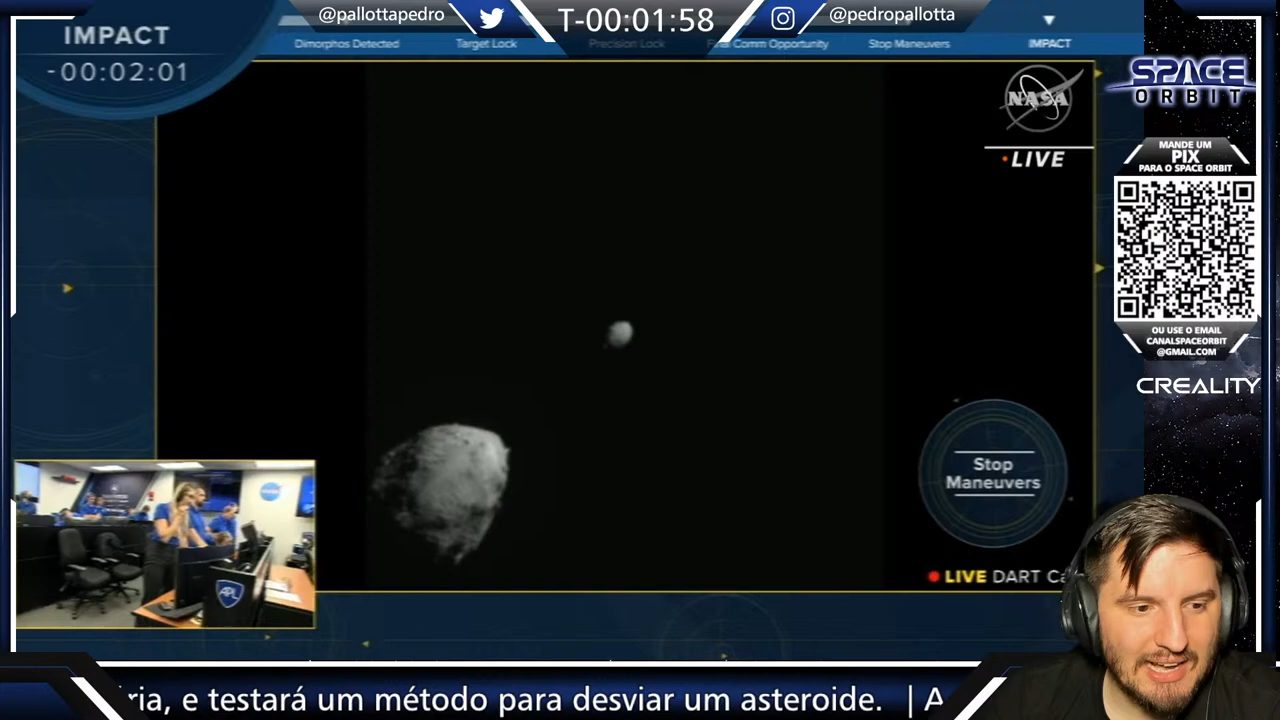 IMPACT
-00:02:01
@pallottapedro
T-00:01:58
@pedropallotta
Dimorphos Detected
Target Lock
Precision Lock
Comm Opportunity
Stop Maneuvers
IMPACT
NASA
LIVE
SPACE
ORBIT
MANDE UM
PIX
PARA O SPACE ORBIT
OU USE O EMAIL
CANALSPACEORBIT
@GMAIL.COM
CREALITY
Stop
Maneuvers
LIVE DART
APL
ria, e testará um método para desviar um asteroide. | A